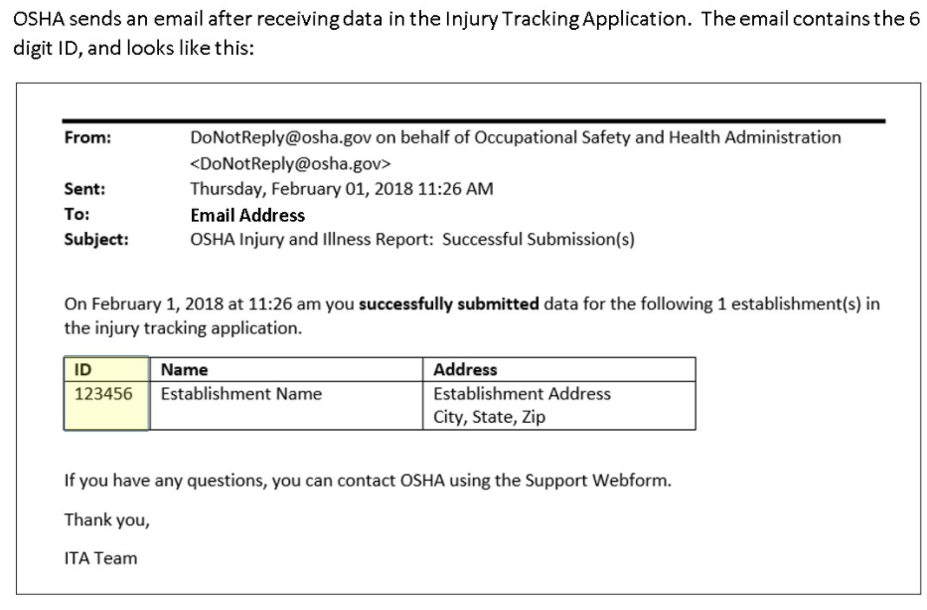 OSHA sends an email after receiving data in the Injury Tracking Application. The email contains the 6
digit ID, and looks like this:
From: DoNotReply@osha.gov on behalf of Occupational Safety and Health Administration
<DoNotReply@osha.gov>
Sent: Thursday, February 01, 2018 11:26 AM
To: Email Address
Subject: OSHA Injury and Illness Report: Successful Submission(s)
On February 1, 2018 at 11:26 am you successfully submitted data for the following 1 establishment(s) in
the injury tracking application.
ID Name Address
123456 Establishment Name Establishment Address
City, State, Zip
If you have any questions, you can contact OSHA using the Support Webform.
Thank you,
ITA Team